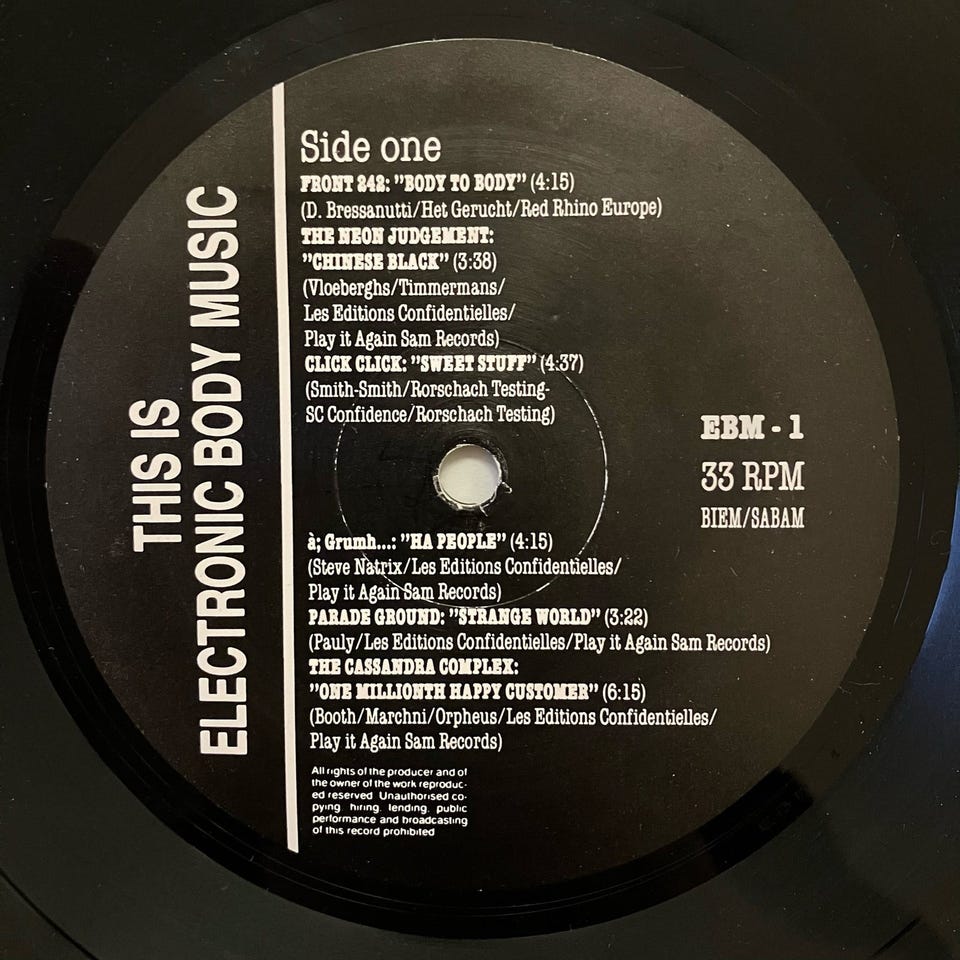 THIS IS
ELECTRONIC BODY MUSIC
Side one
FRONT 242: "BODY TO BODY" (4:15)
(D. Bressanutti/Het Gerucht/Red Rhino Europe)
THE NEON JUDGEMENT:
"CHINESE BLACK" (3:38)
(Vloeberghs/Timmermans/
Les Editions Confidentielles/
Play it Again Sam Records)
CLICK CLICK: "SWEET STUFF" (4:37)
(Smith-Smith/Rorschach Testing-
SC Confidence/Rorschach Testing)
EBM - 1
33 RPM
BIEM/SABAM
à; Grumh...: "HA PEOPLE" (4:15)
(Steve Natrix/Les Editions Confidentielles/
Play it Again Sam Records)
PARADE GROUND: "STRANGE WORLD" (3:22)
(Pauly/Les Editions Confidentielles/Play it Again Sam Records)
THE CASSANDRA COMPLEX:
"ONE MILLIONTH HAPPY CUSTOMER" (6:15)
(Booth/Marchni/Orpheus/Les Editions Confidentielles/
Play it Again Sam Records)
All rights of the producer and of
the owner of the work reproduc-
ed reserved Unauthorised co-
pying hiring lending public
performance and broadcasting
of this record prohibited